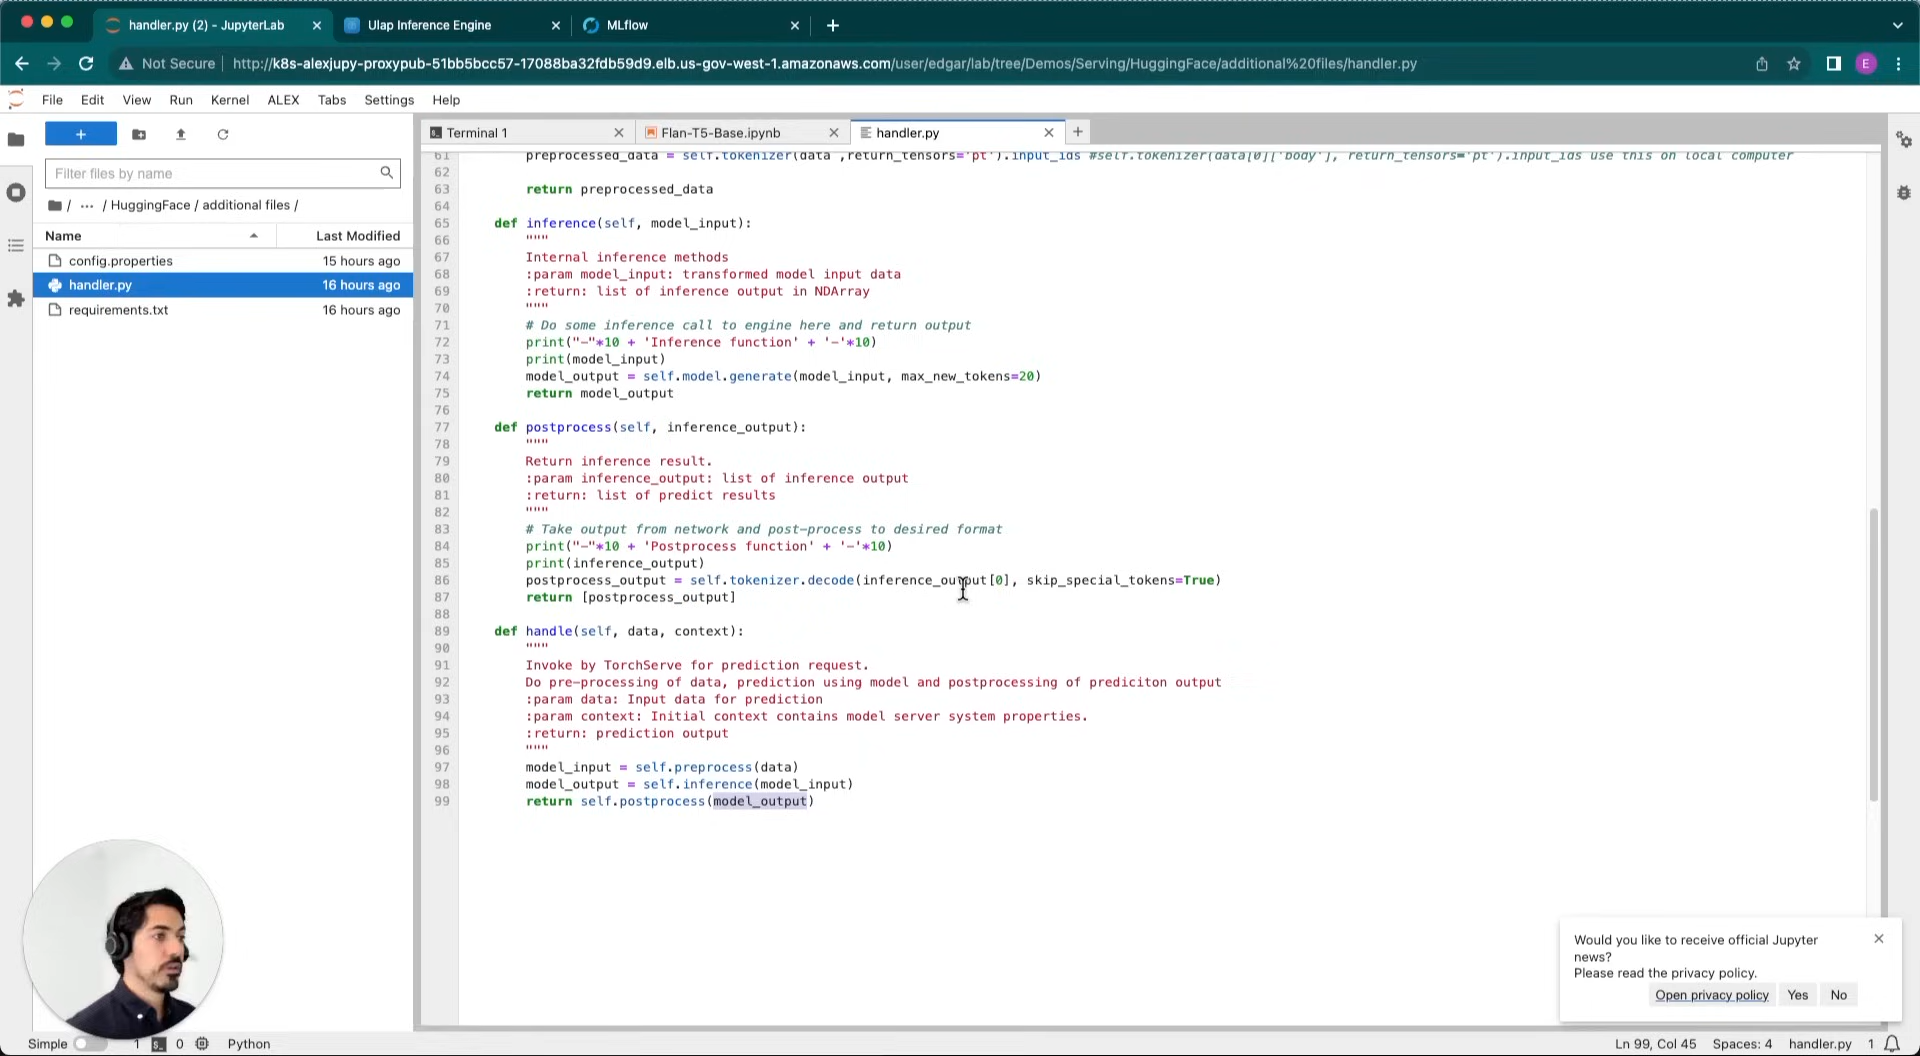 handler.py (2) - JupyterLab
Ulap Inference Engine
MLflow
Not Secure
http://k8s-alexjupy-proxypub-51bb5bcc57-17088ba32fdb59d9.elb.us-gov-west-1.amazonaws.com/user/edgar/lab/tree/Demos/Serving/HuggingFace/additional%20files/handler.py
E
File Edit View Run Kernel ALEX Tabs Settings Help
+
Filter files by name
/ ··· / HuggingFace / additional files /
Name Last Modified
config.properties 15 hours ago
handler.py 16 hours ago
requirements.txt 16 hours ago
Terminal 1
Flan-T5-Base.ipynb
handler.py
61 preprocessed_data = self.tokenizer(data ,return_tensors='pt').input_ids #self.tokenizer(data[0]['body'], return_tensors='pt').input_ids use this on local computer
62
63 return preprocessed_data
64
65 def inference(self, model_input):
66 """
67 Internal inference methods
68 :param model_input: transformed model input data
69 :return: list of inference output in NDArray
70 """
71 # Do some inference call to engine here and return output
72 print("-"*10 + 'Inference function' + '-'*10)
73 print(model_input)
74 model_output = self.model.generate(model_input, max_new_tokens=20)
75 return model_output
76
77 def postprocess(self, inference_output):
78 """
79 Return inference result.
80 :param inference_output: list of inference output
81 :return: list of predict results
82 """
83 # Take output from network and post-process to desired format
84 print("-"*10 + 'Postprocess function' + '-'*10)
85 print(inference_output)
86 postprocess_output = self.tokenizer.decode(inference_output[0], skip_special_tokens=True)
87 return [postprocess_output]
88
89 def handle(self, data, context):
90 """
91 Invoke by TorchServe for prediction request.
92 Do pre-processing of data, prediction using model and postprocessing of prediciton output
93 :param data: Input data for prediction
94 :param context: Initial context contains model server system properties.
95 :return: prediction output
96 """
97 model_input = self.preprocess(data)
98 model_output = self.inference(model_input)
99 return self.postprocess(model_output)
Would you like to receive official Jupyter
news?
Please read the privacy policy.
Open privacy policy Yes No
Simple 1 0 Python
Ln 99, Col 45 Spaces: 4 handler.py 1